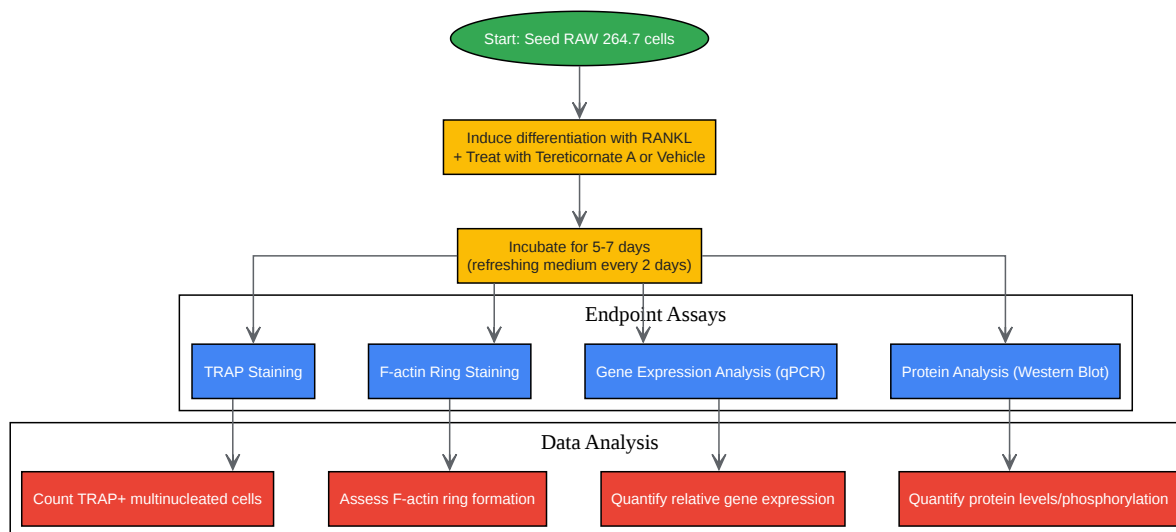 Start: Seed RAW 264.7 cells
Induce differentiation with RANKL
+ Treat with Tereticornate A or Vehicle
Incubate for 5-7 days
(refreshing medium every 2 days)
Endpoint Assays
TRAP Staining
F-actin Ring Staining
Gene Expression Analysis (qPCR)
Protein Analysis (Western Blot)
Data Analysis
Count TRAP+ multinucleated cells
Assess F-actin ring formation
Quantify relative gene expression
Quantify protein levels/phosphorylation